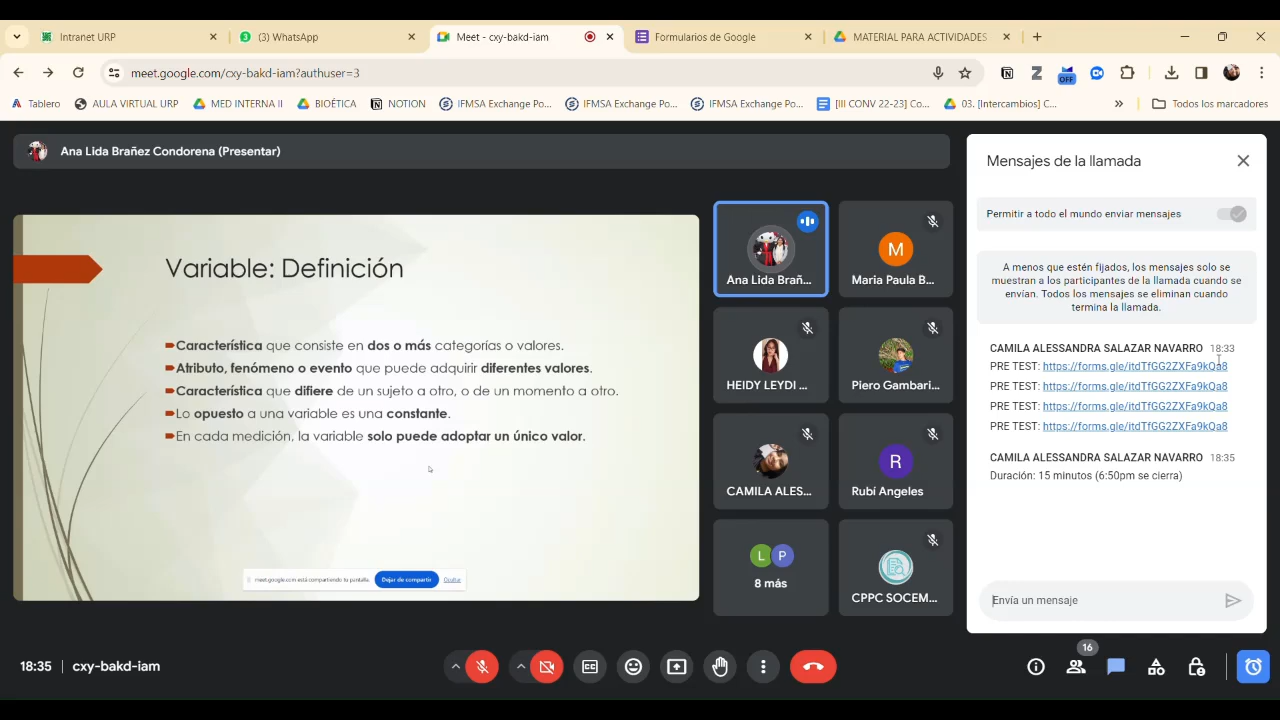 Intranet URP
(3) WhatsApp
Meet - cxy-bakd-iam
Formularios de Google
MATERIAL PARA ACTIVIDADES
meet.google.com/cxy-bakd-iam?authuser=3
OFF
Tablero
AULA VIRTUAL URP
MED INTERNA II
BIOÉTICA
NOTION
IFMSA Exchange Po...
IFMSA Exchange Po...
IFMSA Exchange Po...
[III CONV 22-23] Co...
03. [Intercambios] C...
Todos los marcadores
Ana Lida Brañez Condorena (Presentar)
Variable: Definición
Característica que consiste en dos o más categorías o valores.
Atributo, fenómeno o evento que puede adquirir diferentes valores.
Característica que difiere de un sujeto a otro, o de un momento a otro.
Lo opuesto a una variable es una constante.
En cada medición, la variable solo puede adoptar un único valor.
meet.google.com está compartiendo tu pantalla.
Dejar de compartir
Ocultar
Ana Lida Brañ...
M
Maria Paula B...
HEIDY LEYDI ...
Piero Gambari...
CAMILA ALES...
R
Rubí Angeles
L
P
8 más
CPPC SOCEM...
Mensajes de la llamada
Permitir a todo el mundo enviar mensajes
A menos que estén fijados, los mensajes solo se
muestran a los participantes de la llamada cuando se
envían. Todos los mensajes se eliminan cuando
termina la llamada.
CAMILA ALESSANDRA SALAZAR NAVARRO 18:33
PRE TEST: https://forms.gle/itdTfGG2ZXFa9kQa8
PRE TEST: https://forms.gle/itdTfGG2ZXFa9kQa8
PRE TEST: https://forms.gle/itdTfGG2ZXFa9kQa8
PRE TEST: https://forms.gle/itdTfGG2ZXFa9kQa8
CAMILA ALESSANDRA SALAZAR NAVARRO 18:35
Duración: 15 minutos (6:50pm se cierra)
Envía un mensaje
18:35
cxy-bakd-iam
16